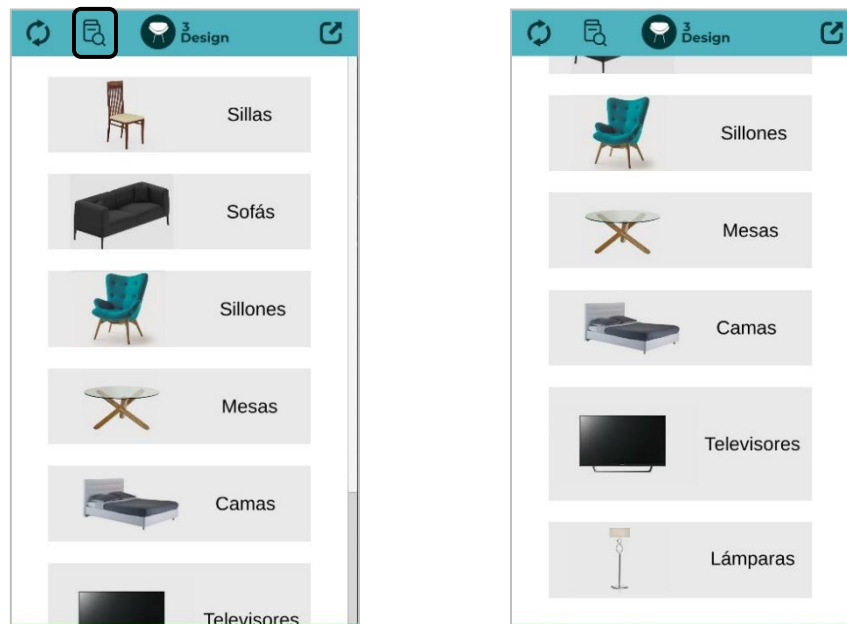 3
Design
Sillas
Sofás
Sillones
Mesas
Camas
Televisores
3
Design
Sillones
Mesas
Camas
Televisores
Lámparas